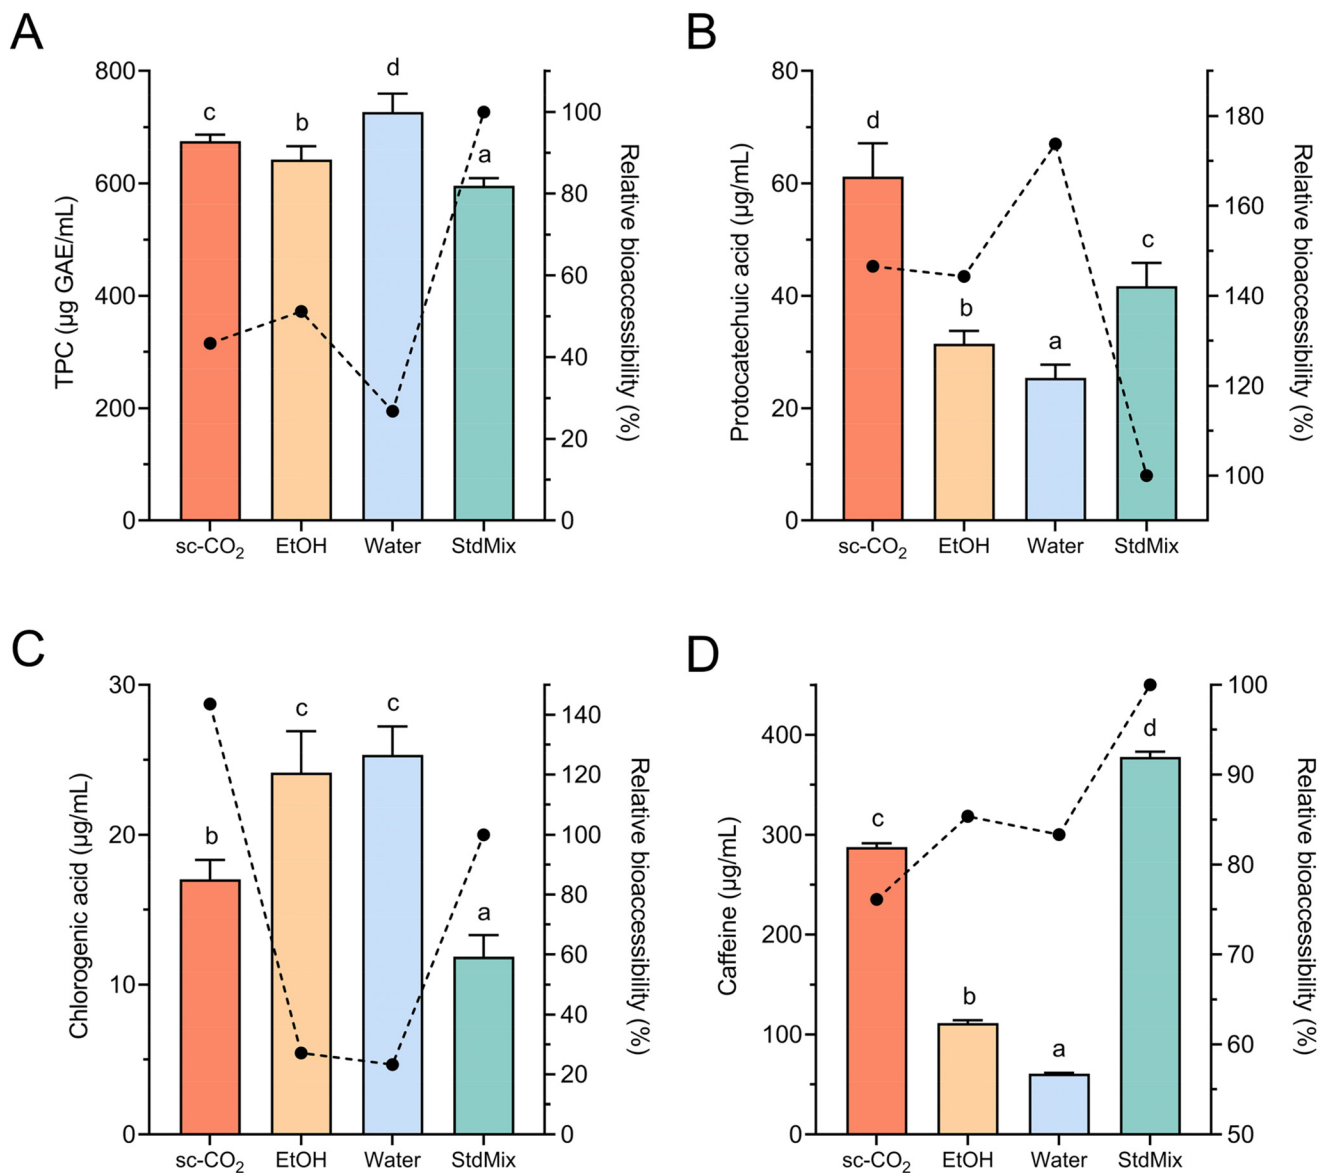 A
TPC (µg GAE/mL)
800
600
400
200
0
c
b
d
a
100
80
60
40
20
0
Relative bioaccessibility (%)
sc-CO₂ EtOH Water StdMix
B
Protocatechuic acid (µg/mL)
80
60
40
20
0
d
b
a
c
180
160
140
120
100
Relative bioaccessibility (%)
sc-CO₂ EtOH Water StdMix
C
Chlorogenic acid (µg/mL)
30
20
10
0
b
c
c
a
140
120
100
80
60
40
20
0
Relative bioaccessibility (%)
sc-CO₂ EtOH Water StdMix
D
Caffeine (µg/mL)
400
300
200
100
0
c
b
a
d
100
90
80
70
60
50
Relative bioaccessibility (%)
sc-CO₂ EtOH Water StdMix